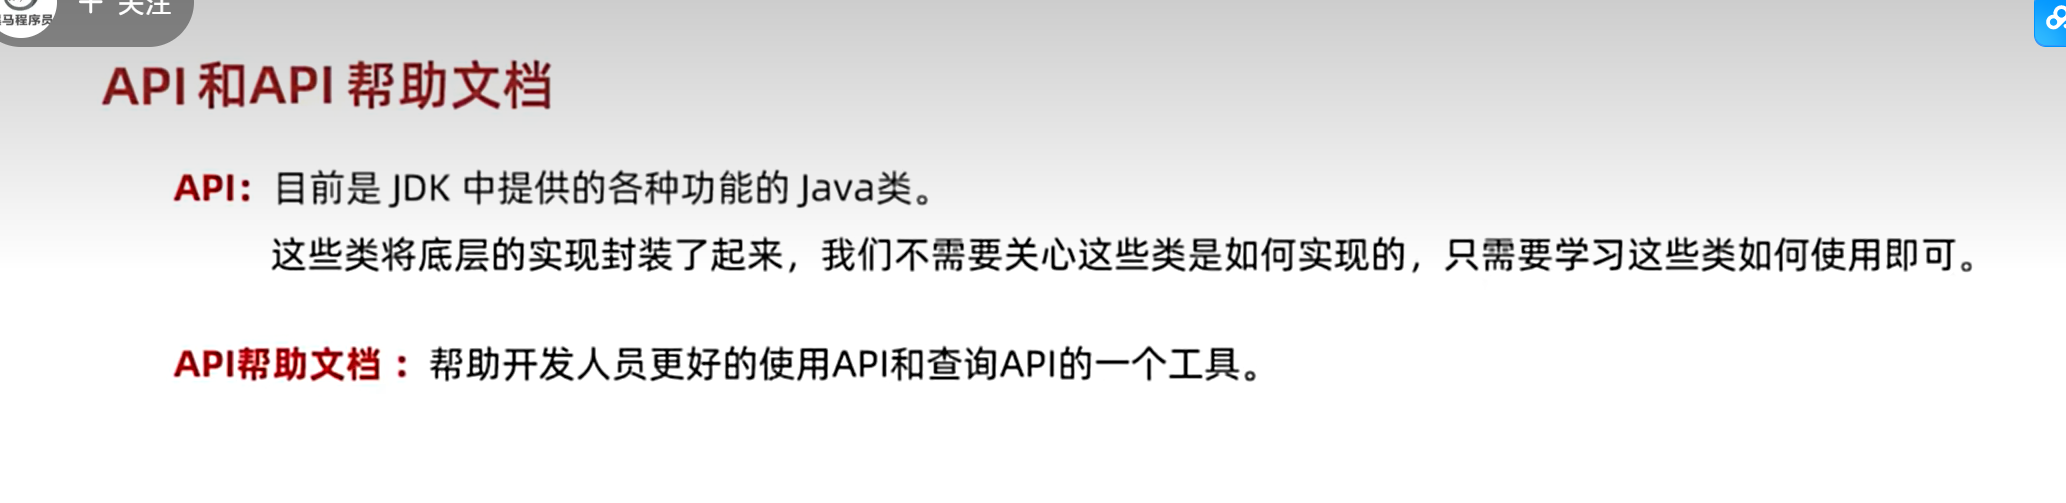 马程序员
+ 关注
API 和API 帮助文档
API：目前是 JDK 中提供的各种功能的 Java类。
这些类将底层的实现封装了起来，我们不需要关心这些类是如何实现的，只需要学习这些类如何使用即可。
API帮助文档 ：帮助开发人员更好的使用API和查询API的一个工具。